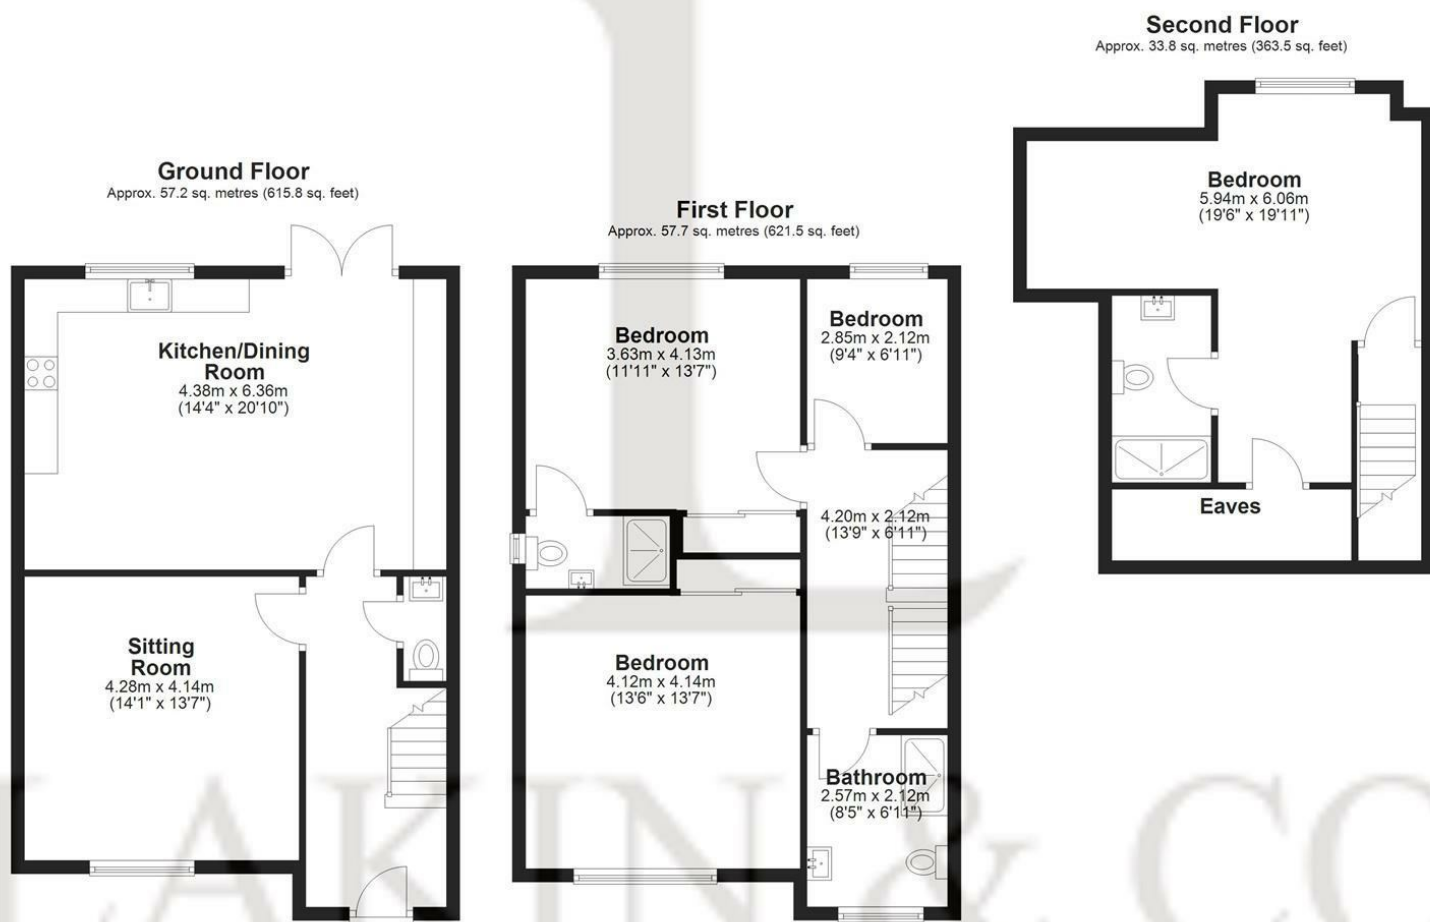 Second Floor
Approx. 33.8 sq. metres (363.5 sq. feet)
Bedroom
5.94m x 6.06m
(19'6" x 19'11")
Eaves
Ground Floor
Approx. 57.2 sq. metres (615.8 sq. feet)
Kitchen/Dining
Room
4.38m x 6.36m
(14'4" x 20'10")
Sitting
Room
4.28m x 4.14m
(14'1" x 13'7")
First Floor
Approx. 57.7 sq. metres (621.5 sq. feet)
Bedroom
3.63m x 4.13m
(11'11" x 13'7")
Bedroom
2.85m x 2.12m
(9'4" x 6'11")
4.20m x 2.12m
(13'9" x 6'11")
Bedroom
4.12m x 4.14m
(13'6" x 13'7")
Bathroom
2.57m x 2.12m
(8'5" x 6'11")
LAKIN & CO